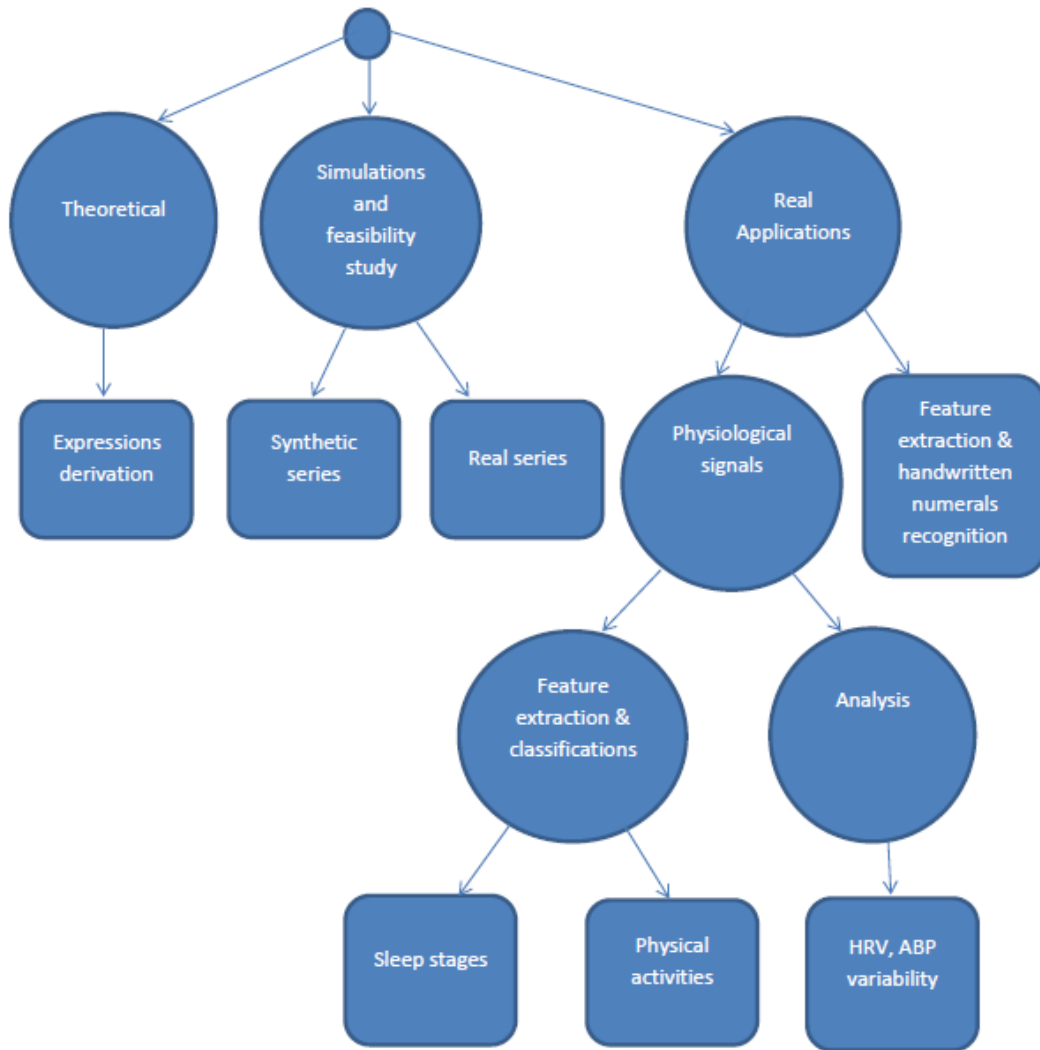 Theoretical
Simulations
and
feasibility
study
Real
Applications
Expressions
derivation
Synthetic
series
Real series
Physiological
signals
Feature
extraction &
handwritten
numerals
recognition
Feature
extraction &
classifications
Analysis
Sleep stages
Physical
activities
HRV, ABP
variability